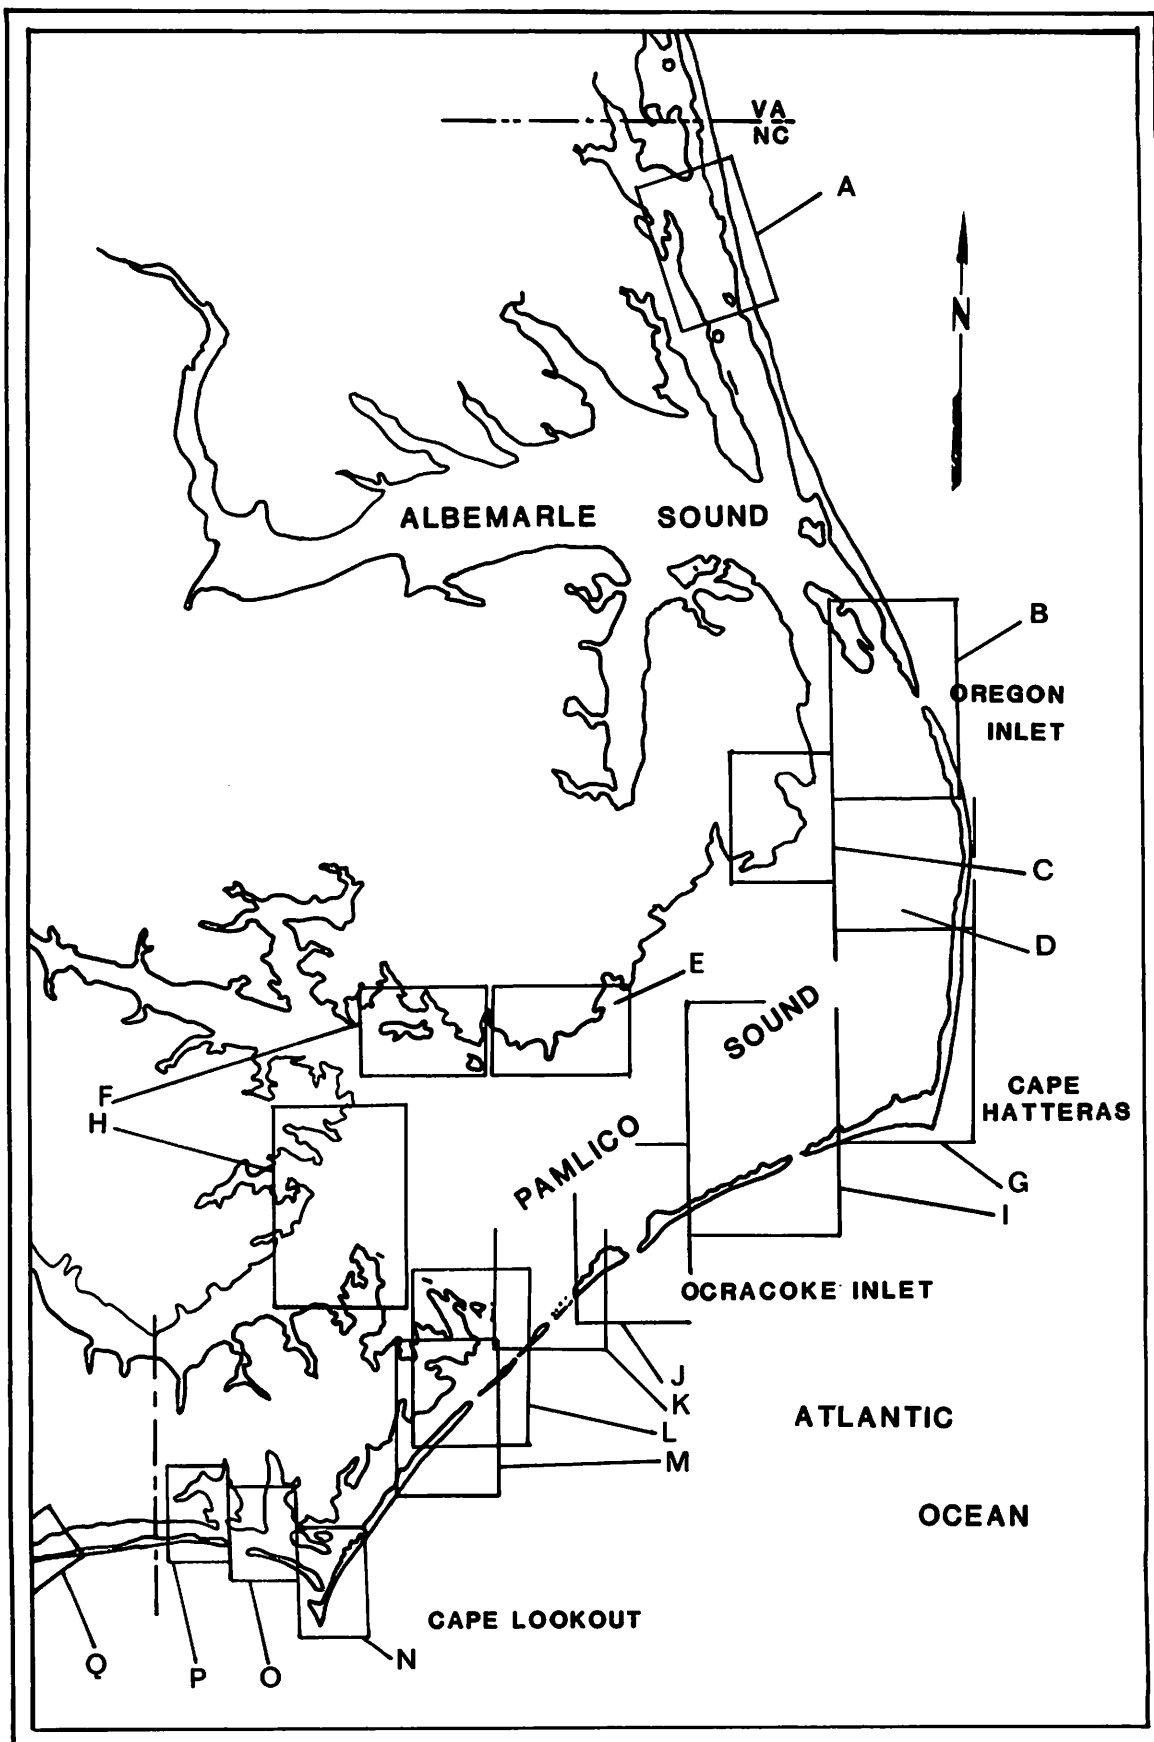 VA
NC
A
N
ALBEMARLE SOUND
B
OREGON
INLET
C
D
E
SOUND
F
CAPE
HATTERAS
H
PAMLICO
G
I
OCRACOKE INLET
J
K
ATLANTIC
L
M
OCEAN
CAPE LOOKOUT
N
Q
P
O